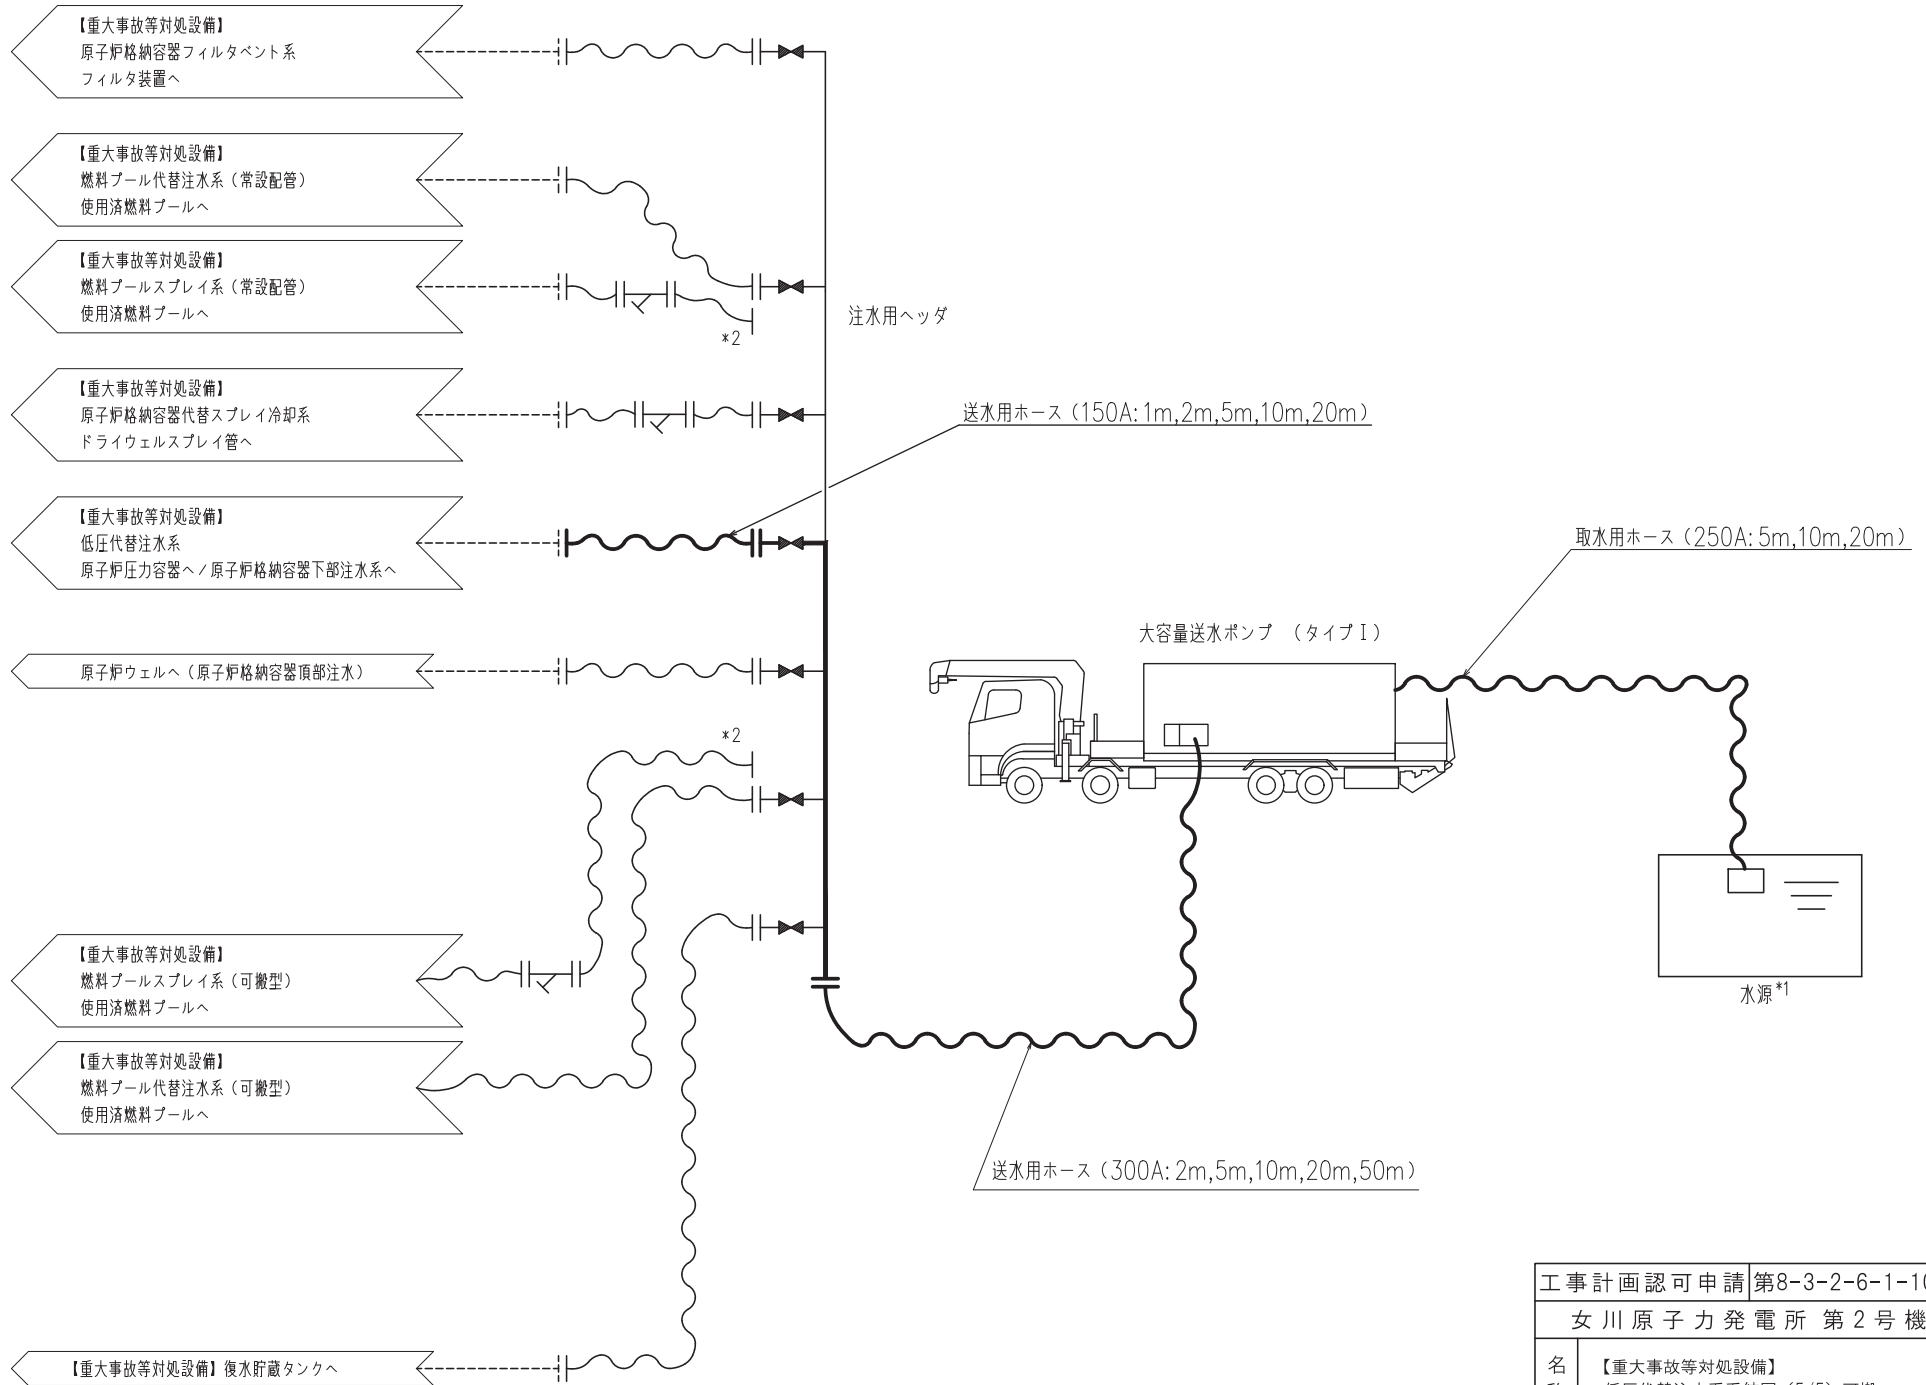 【重大事故等対処設備】
原子炉格納容器フィルタベント系
フィルタ装置へ
【重大事故等対処設備】
燃料プール代替注水系（常設配管）
使用済燃料プールへ
【重大事故等対処設備】
燃料プールスプレイ系（常設配管）
使用済燃料プールへ
*2
注水用ヘッダ
【重大事故等対処設備】
原子炉格納容器代替スプレイ冷却系
ドライウェルスプレイ管へ
送水用ホース（150A:1m,2m,5m,10m,20m）
【重大事故等対処設備】
低圧代替注水系
原子炉圧力容器へ／原子炉格納容器下部注水系へ
取水用ホース（250A:5m,10m,20m）
大容量送水ポンプ （タイプⅠ）
原子炉ウェルへ（原子炉格納容器頂部注水）
*2
【重大事故等対処設備】
燃料プールスプレイ系（可搬型）
使用済燃料プールへ
水源*1
【重大事故等対処設備】
燃料プール代替注水系（可搬型）
使用済燃料プールへ
送水用ホース（300A:2m,5m,10m,20m,50m）
【重大事故等対処設備】復水貯蔵タンクへ
工事計画認可申請 第8-3-2-6-1-10
女川原子力発電所 第2号機
名
【重大事故等対処設備】